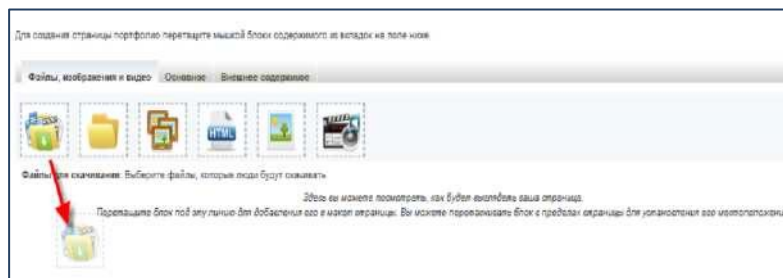 Для создания страницы портфолио перетащите мышкой блоки содержимого из вкладок на поле ниже.
Файлы, изображения и видео Основное Внешнее содержимое
HTML
Файлы для скачивания: Выберите файлы, которые люди будут скачивать
Здесь вы можете посмотреть, как будет выглядеть ваша страница.
Перетащите блок под эту линию для добавления его в макет страницы. Вы можете перетаскивать блок в пределах страницы для установления его местоположени